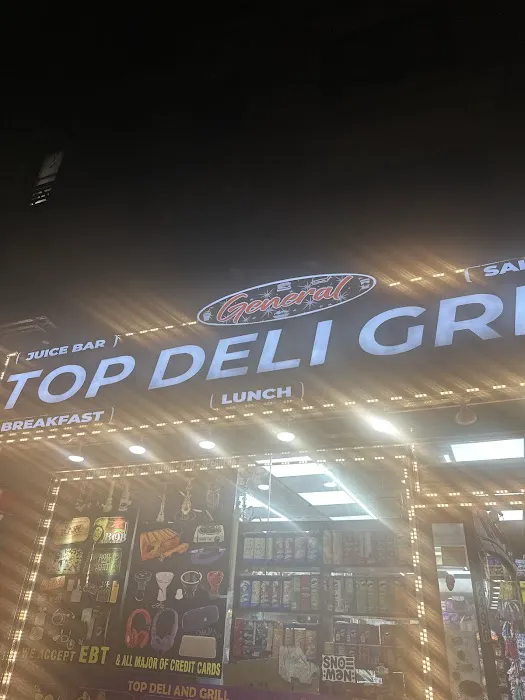 General
SA
JUICE BAR
TOP DELI GRI
LUNCH
BREAKFAST
WE ACCEPT EBT & ALL MAJOR OF CREDIT CARDS
TOP DELI AND GRILL